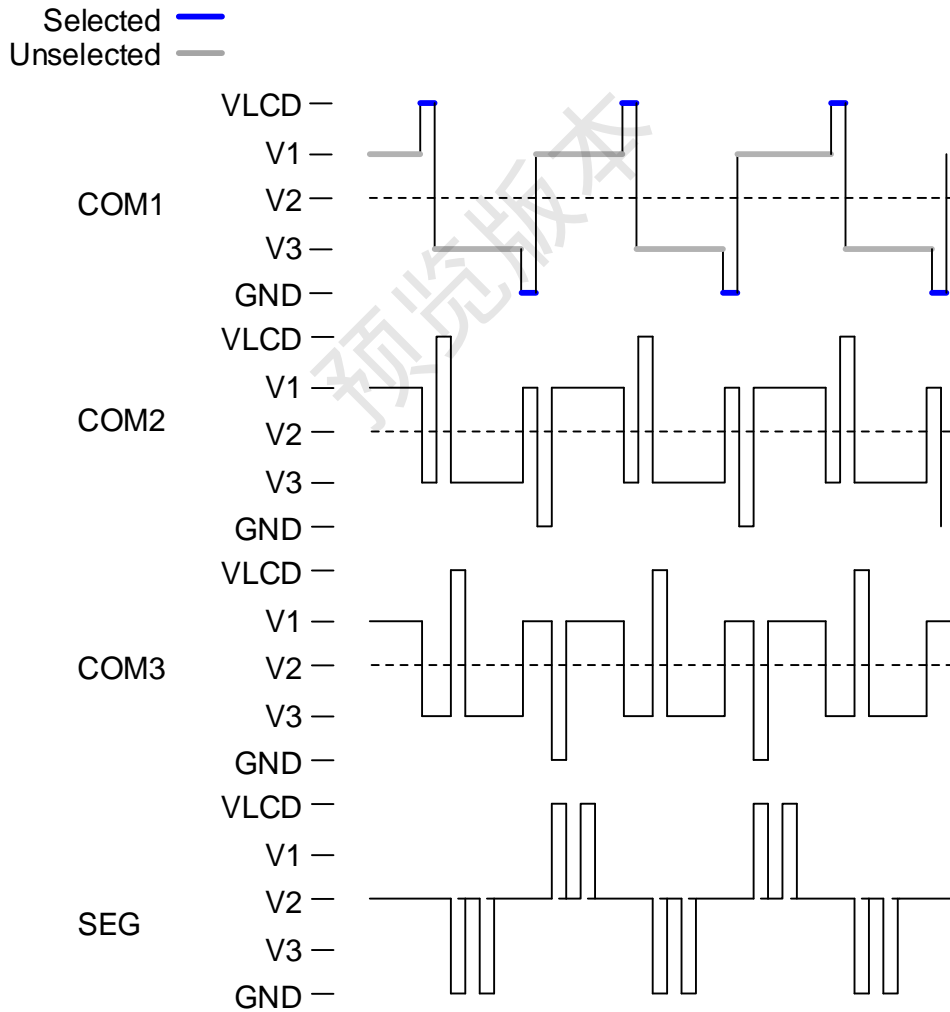 Selected
Unselected
VLCD
V1
COM1
V2
V3
GND
VLCD
V1
COM2
V2
V3
GND
VLCD
V1
COM3
V2
V3
GND
VLCD
V1
V2
SEG
V3
GND
预览版本